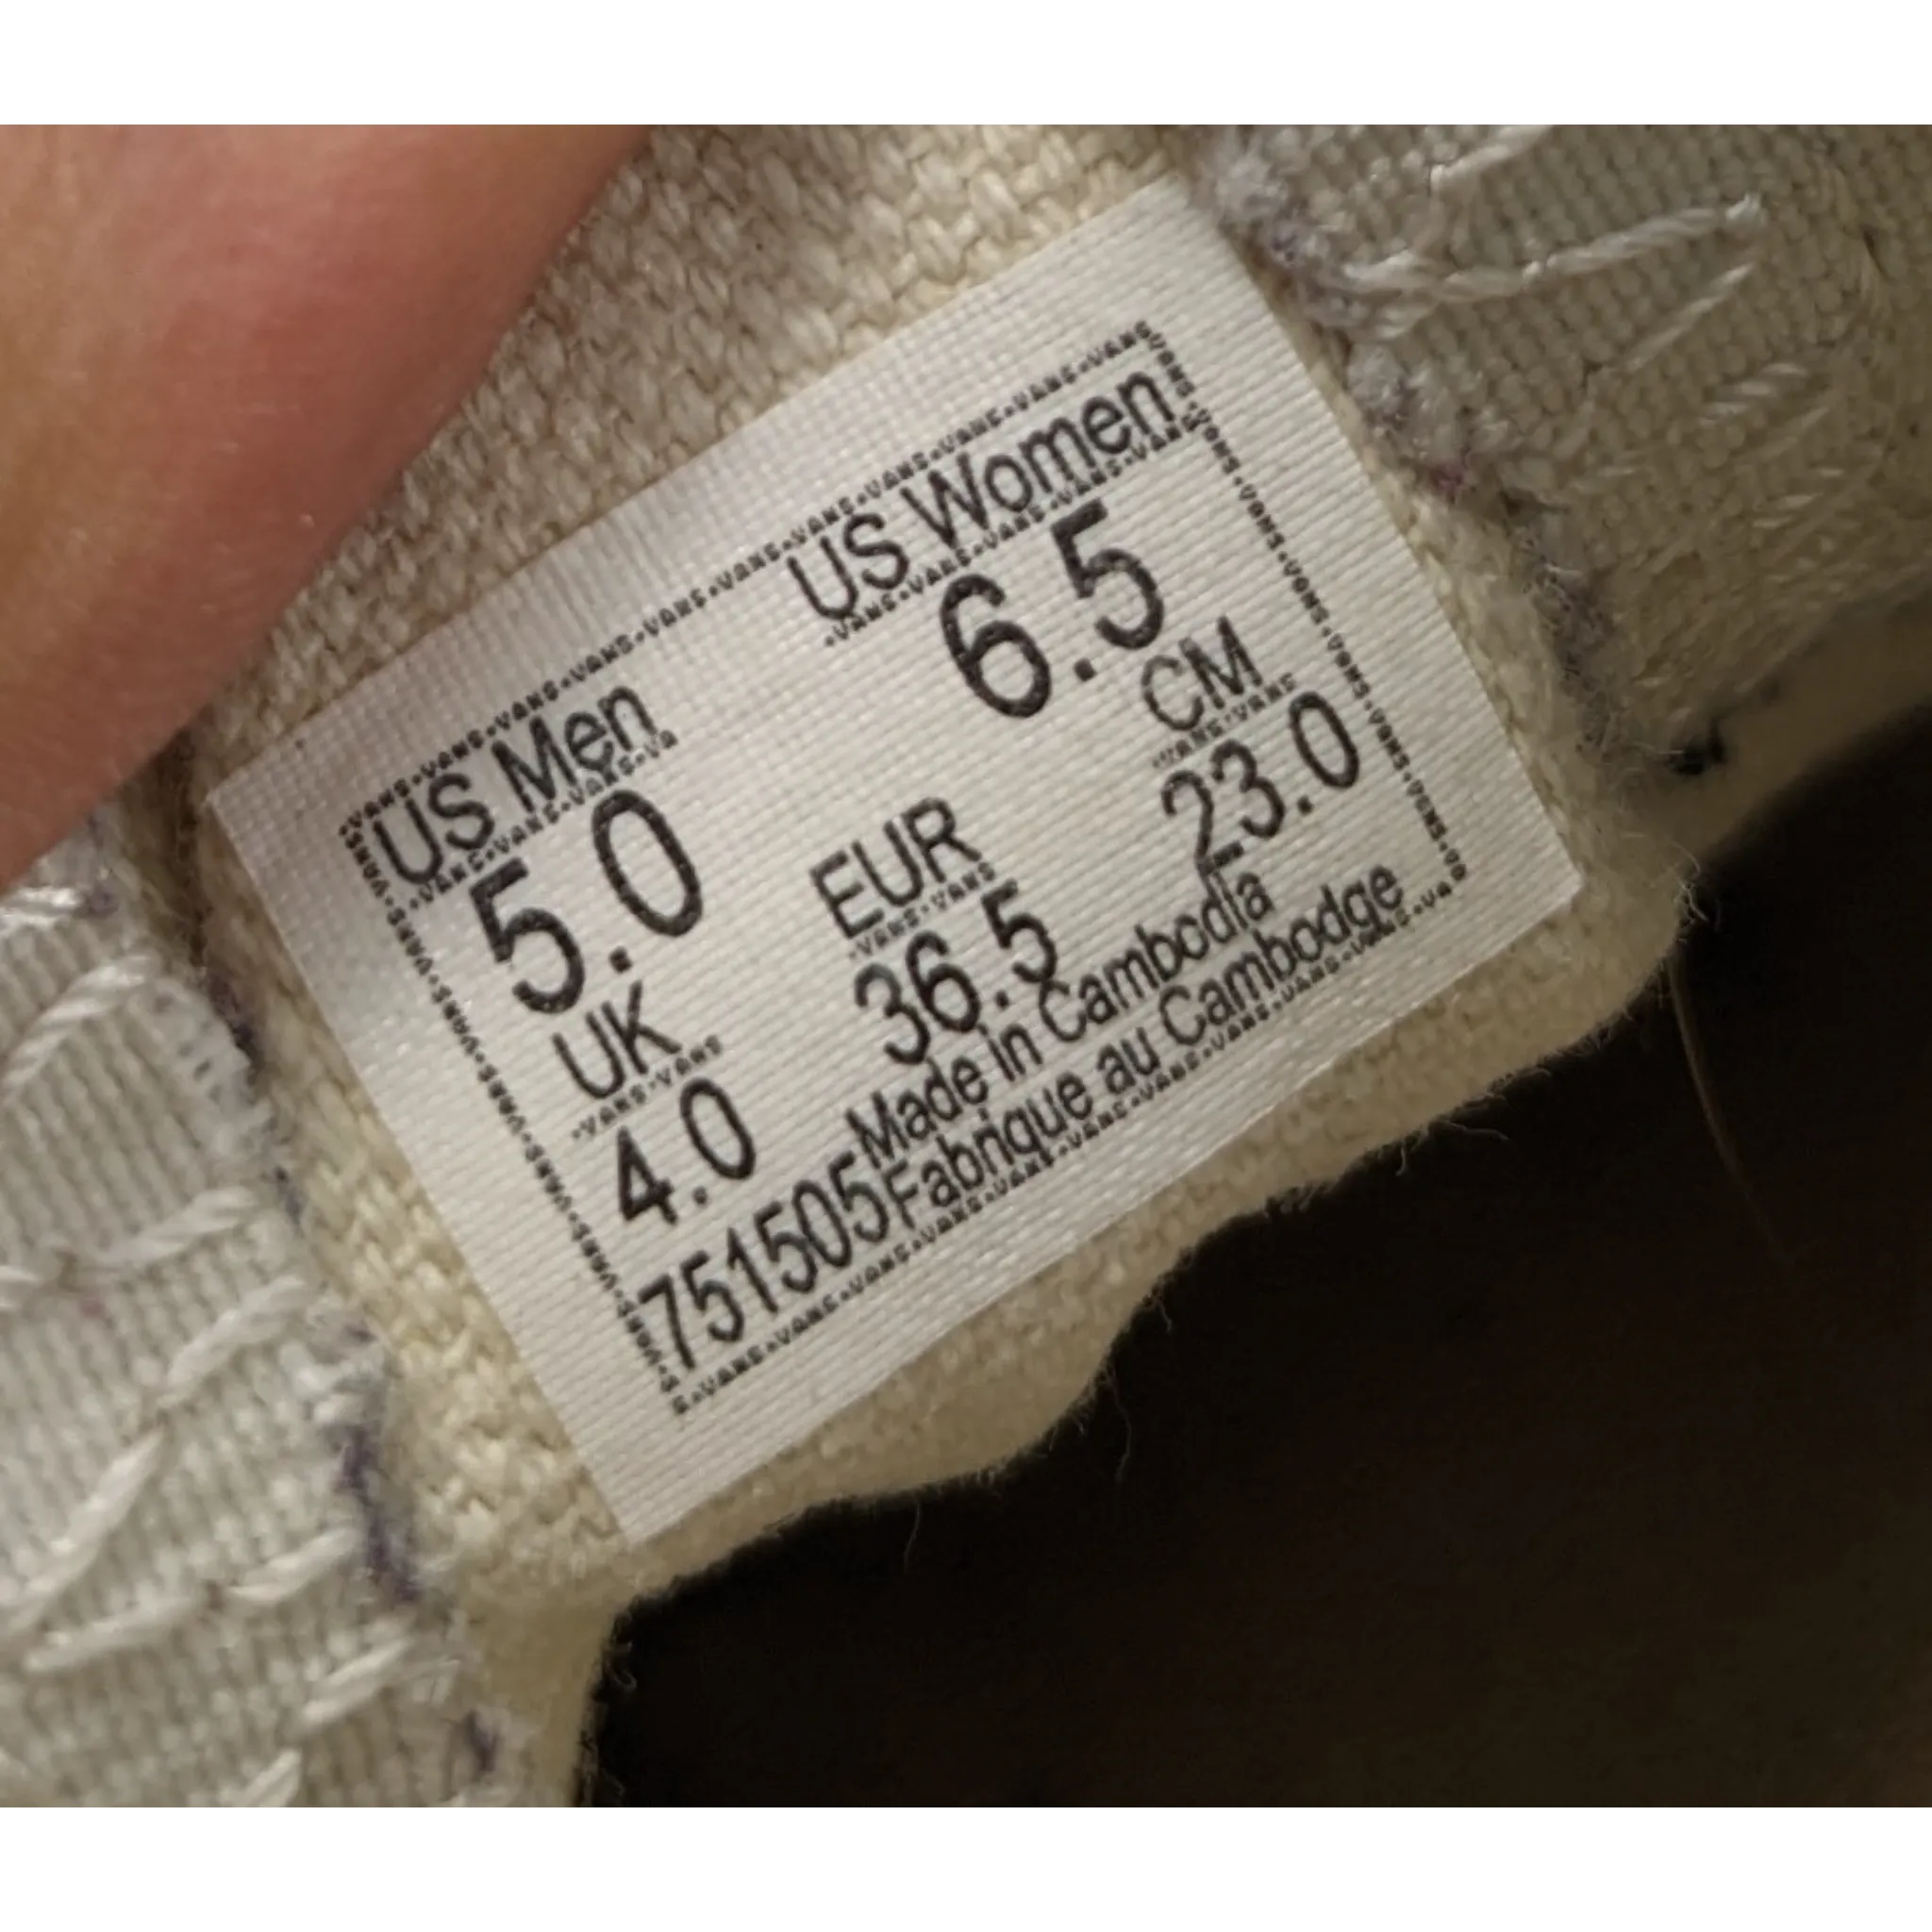 US Men US Women
5.0 6.5
UK EUR CM
4.0 36.5 23.0
751505 Made in Cambodia
Fabrique au Cambodge